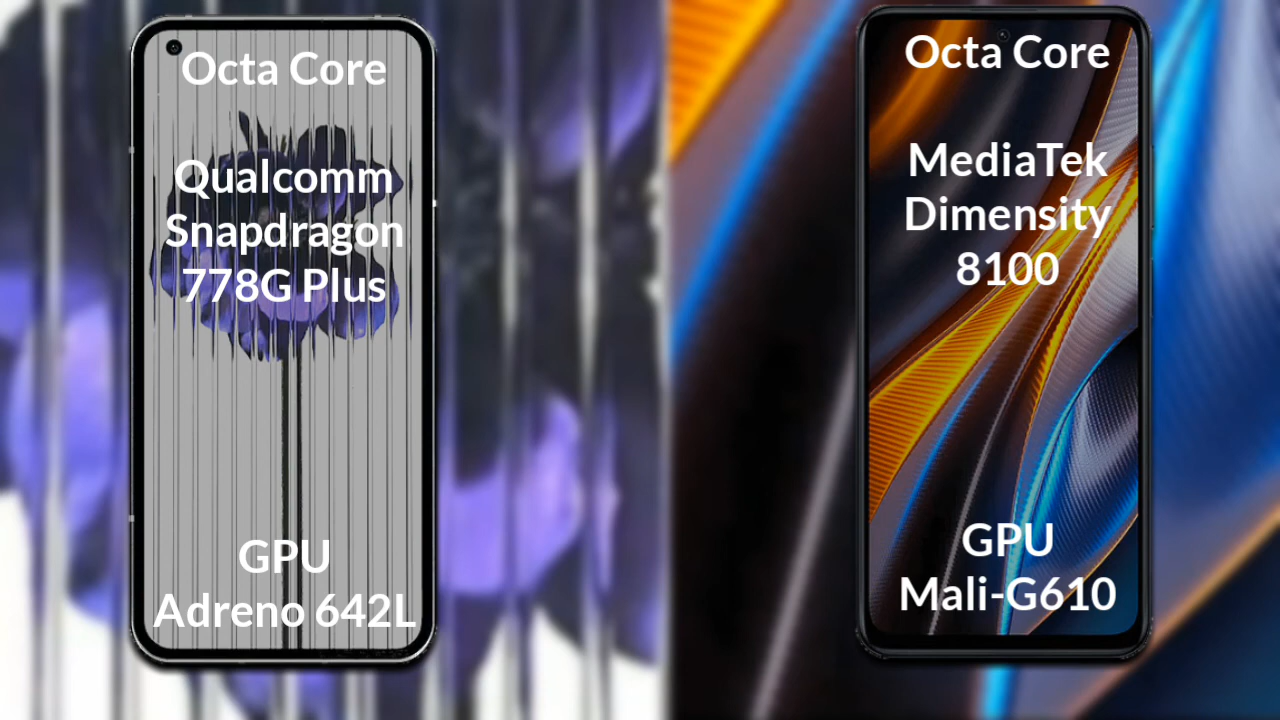 Octa Core
Qualcomm
Snapdragon
778G Plus
GPU
Adreno 642L
Octa Core
MediaTek
Dimensity
8100
GPU
Mali-G610